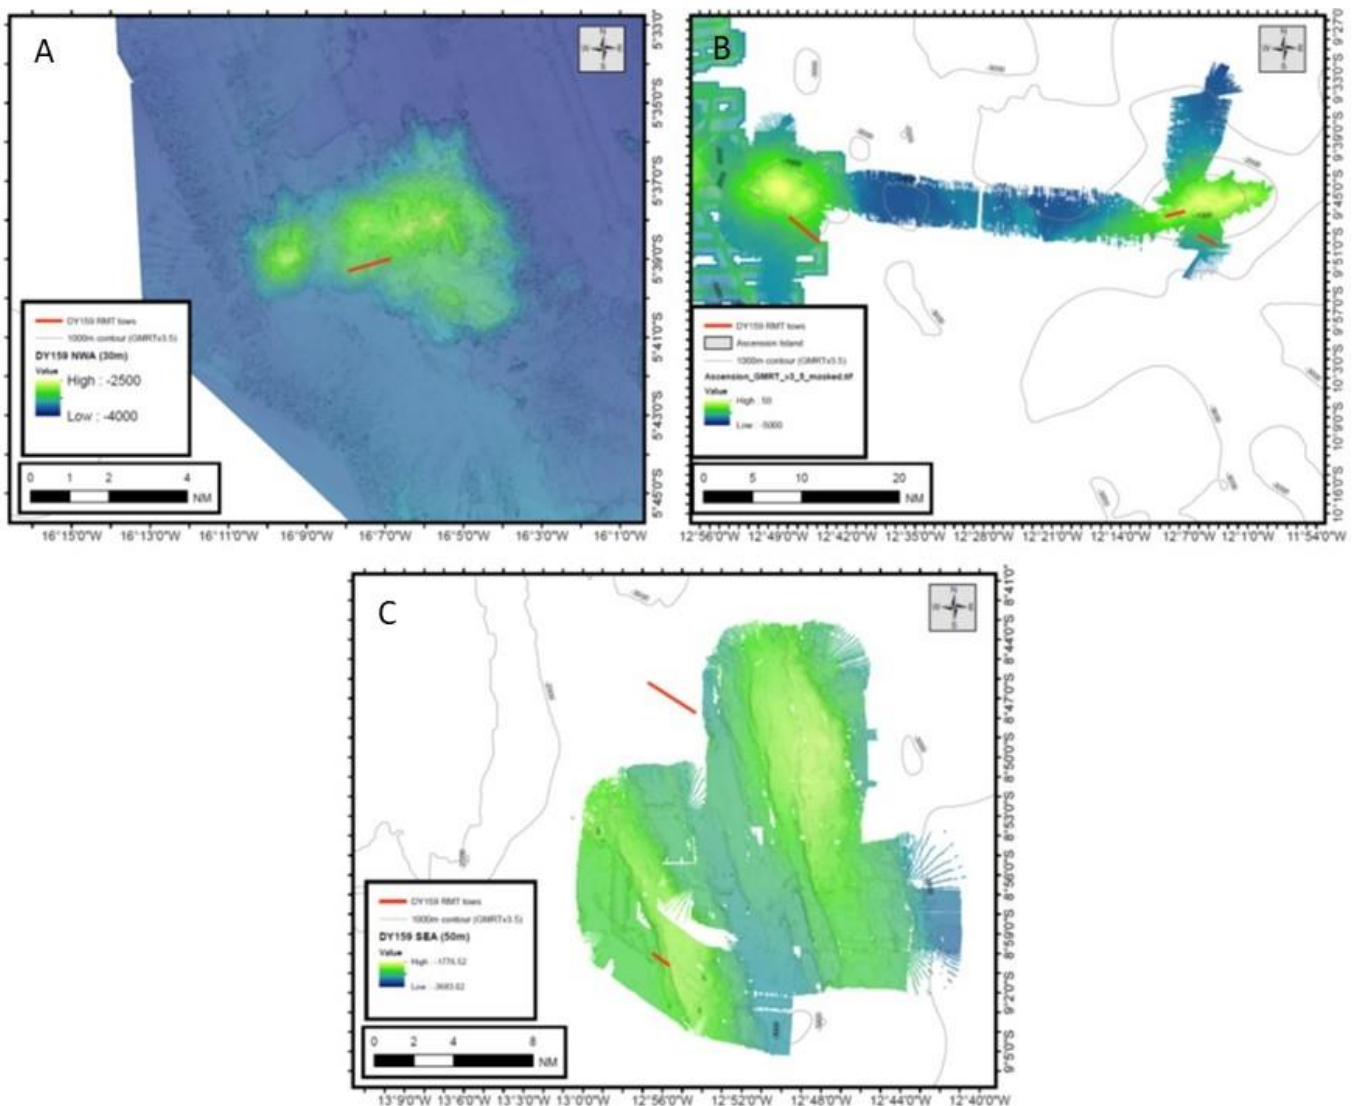 A
N
W E
S
5°33'0"
5°35'0"S
5°37'0"S
5°39'0"S
5°41'0"S
5°43'0"S
5°45'0"S
DY159 RMT tows
1000m contour (GMRTv3.5)
DY159 NWA (30m)
Value
High : -2500
Low : -4000
0 1 2 4
NM
16°15'0"W 16°13'0"W 16°11'0"W 16°9'0"W 16°7'0"W 16°5'0"W 16°3'0"W 16°1'0"W
B
N
W E
S
9°27'0
9°33'0"S
9°39'0"S
9°45'0"S
9°51'0"S
9°57'0"S
10°3'0"S
10°9'0"S
10°16'0"S
DY159 RMT tows
Ascension Island
1000m contour (GMRTv3.5)
Ascension_GMRT_v3_5_masked.tif
Value
High : 50
Low : -5000
0 5 10 20
NM
12°56'0"W 12°49'0"W 12°42'0"W 12°35'0"W 12°28'0"W 12°21'0"W 12°14'0"W 12°7'0"W 12°10'0"W 11°54'0"W
C
N
W E
S
8°41'0"
8°44'0"S
8°47'0"S
8°50'0"S
8°53'0"S
8°56'0"S
8°59'0"S
9°2'0"S
9°5'0"S
DY159 RMT tows
1000m contour (GMRTv3.5)
DY159 SEA (50m)
Value
0 2 4 8
NM
13°9'0"W 13°6'0"W 13°3'0"W 13°0'0"W 12°56'0"W 12°52'0"W 12°48'0"W 12°44'0"W 12°40'0"W